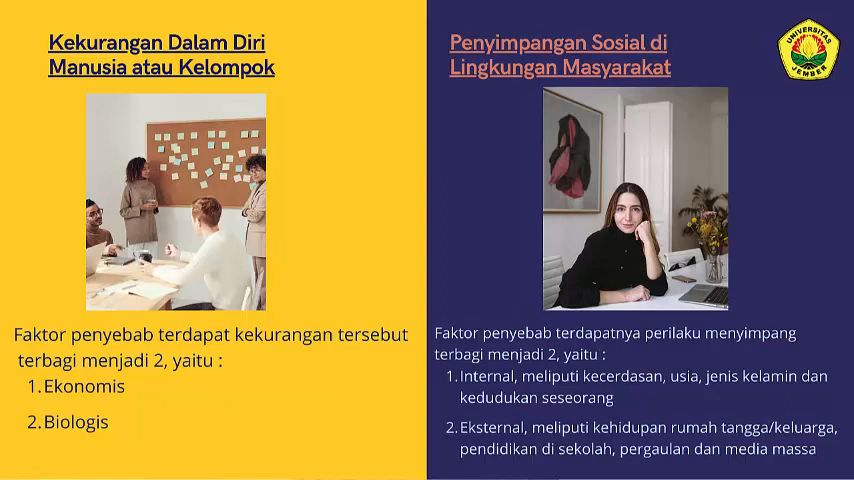 Kekurangan Dalam Diri
Manusia atau Kelompok
Faktor penyebab terdapat kekurangan tersebut
terbagi menjadi 2, yaitu :
1. Ekonomis
2. Biologis
Penyimpangan Sosial di
Lingkungan Masyarakat
UNIVERSITAS
JEMBER
Faktor penyebab terdapatnya perilaku menyimpang
terbagi menjadi 2, yaitu :
1. Internal, meliputi kecerdasan, usia, jenis kelamin dan
kedudukan seseorang
2. Eksternal, meliputi kehidupan rumah tangga/keluarga,
pendidikan di sekolah, pergaulan dan media massa